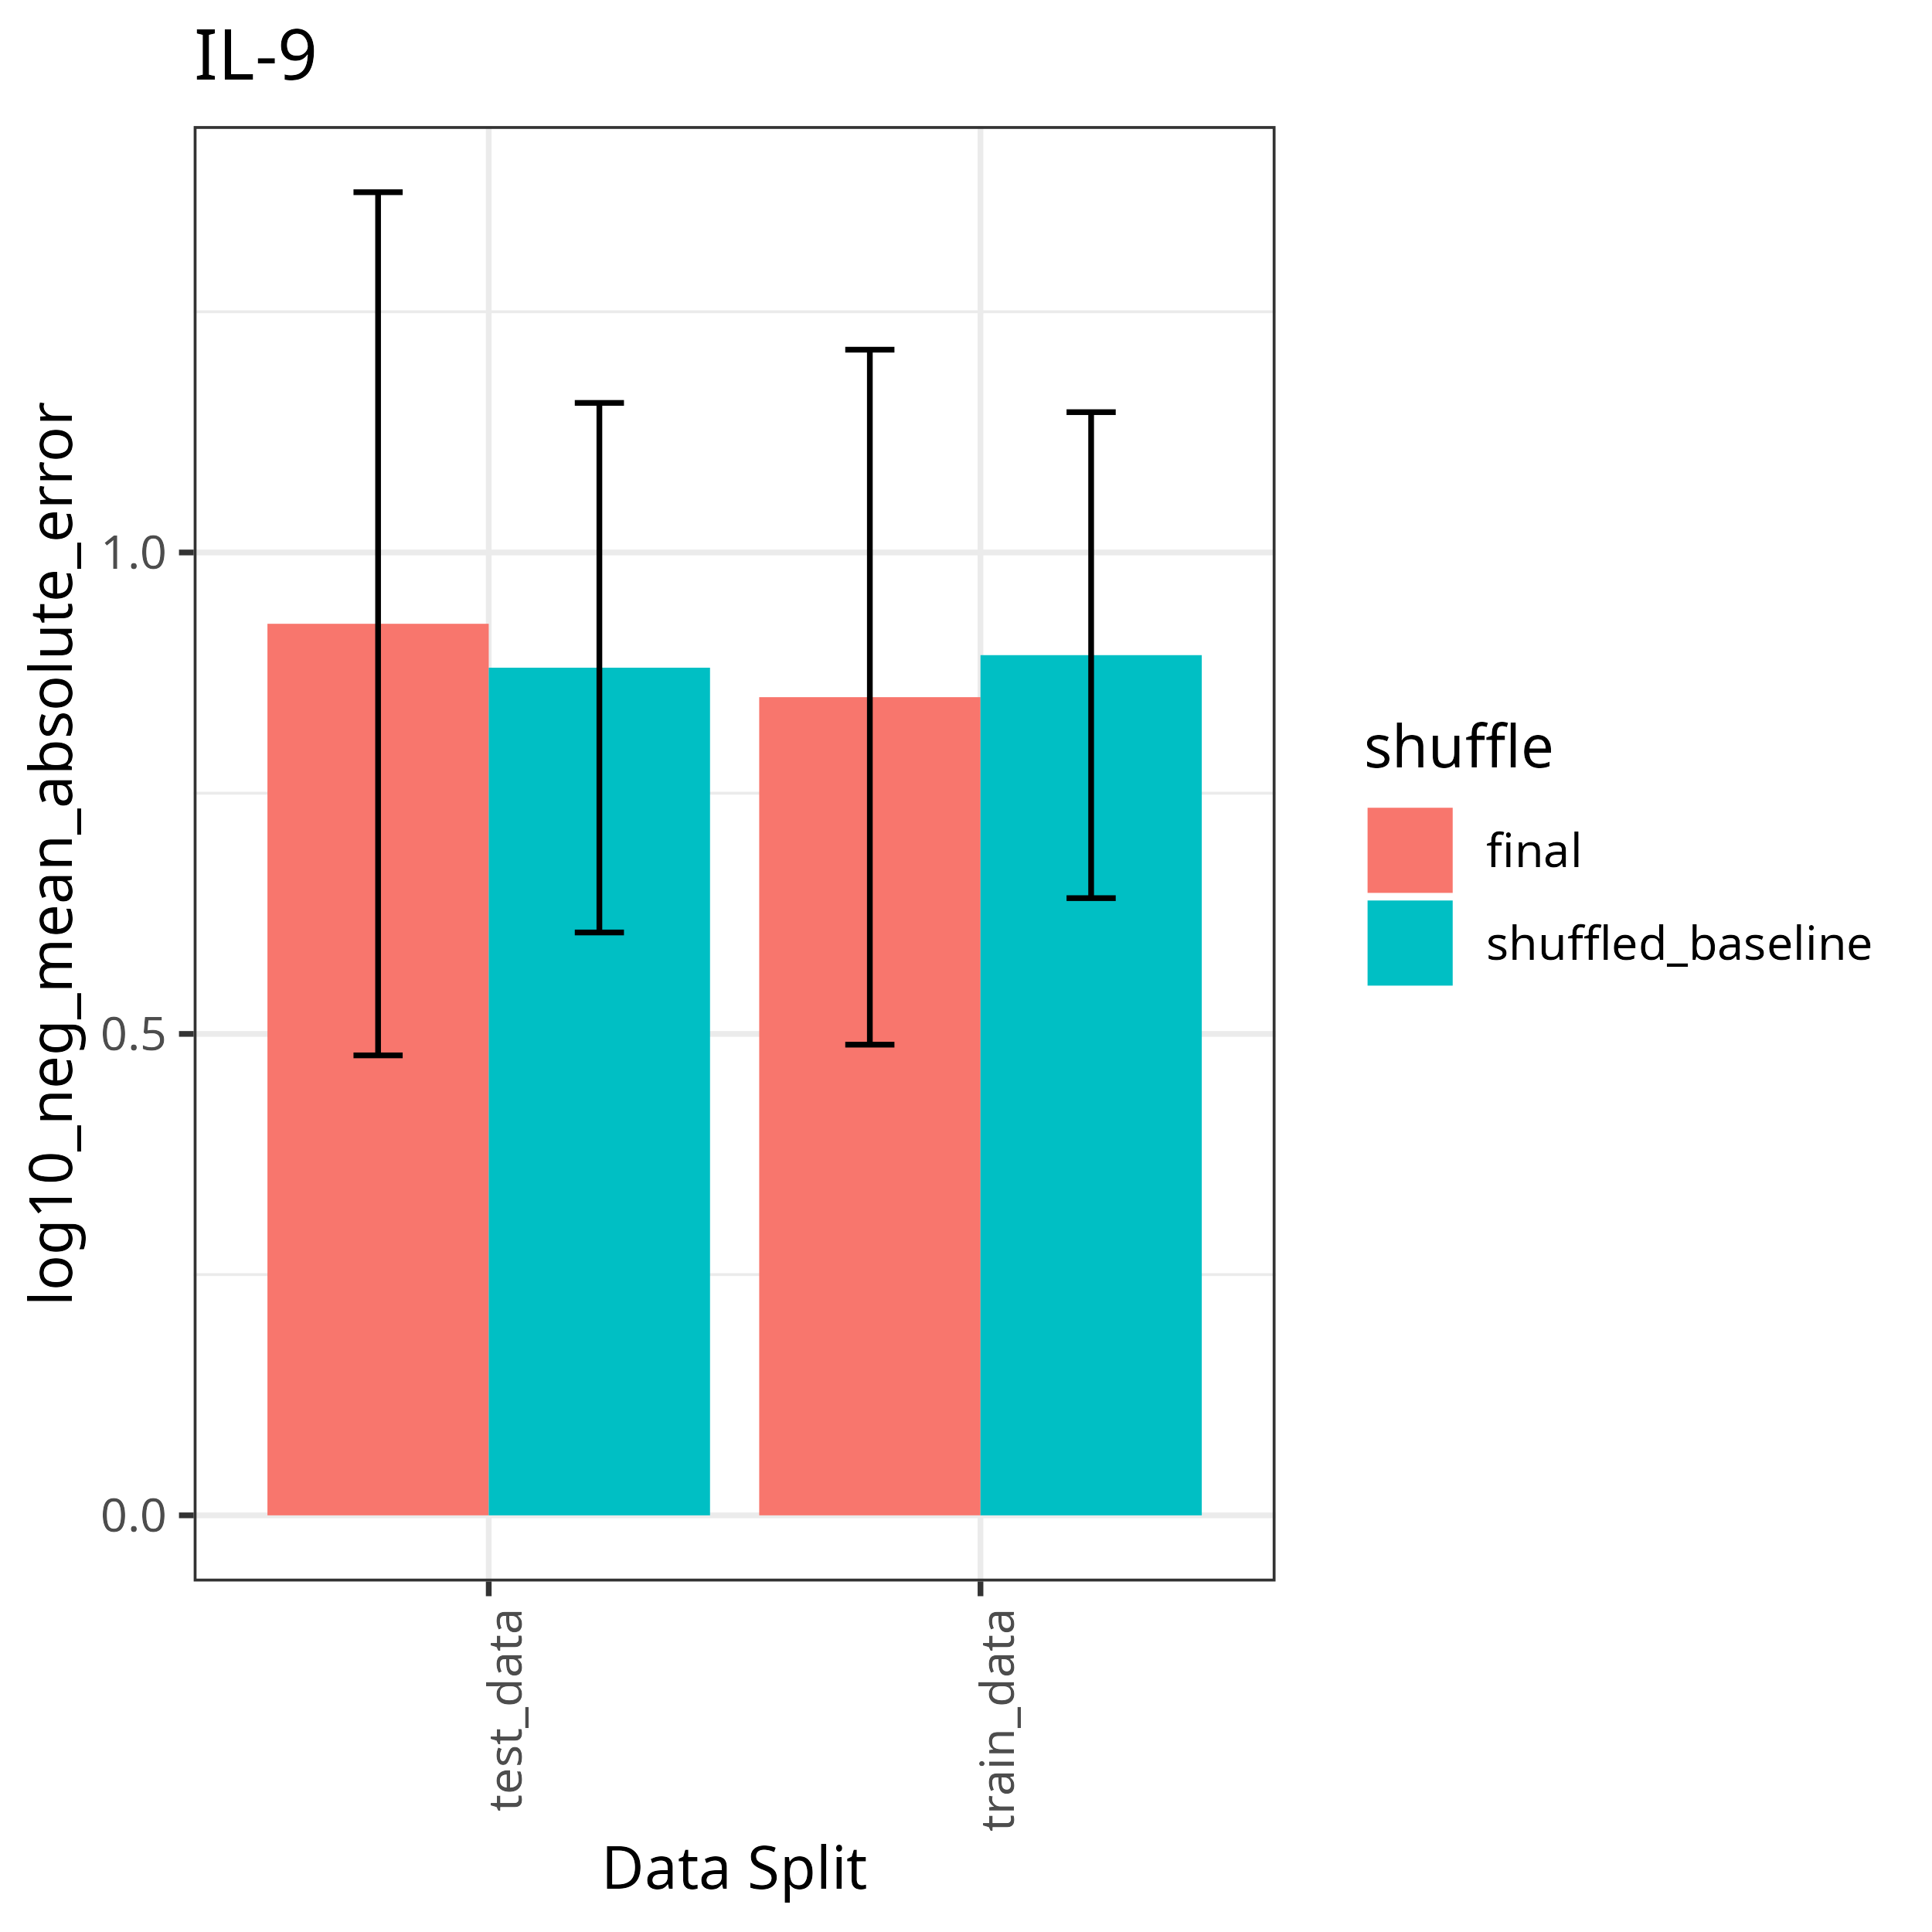 IL-9
log10_neg_mean_absolute_error
1.0
0.5
0.0
test_data
train_data
Data Split
shuffle
final
shuffled_baseline